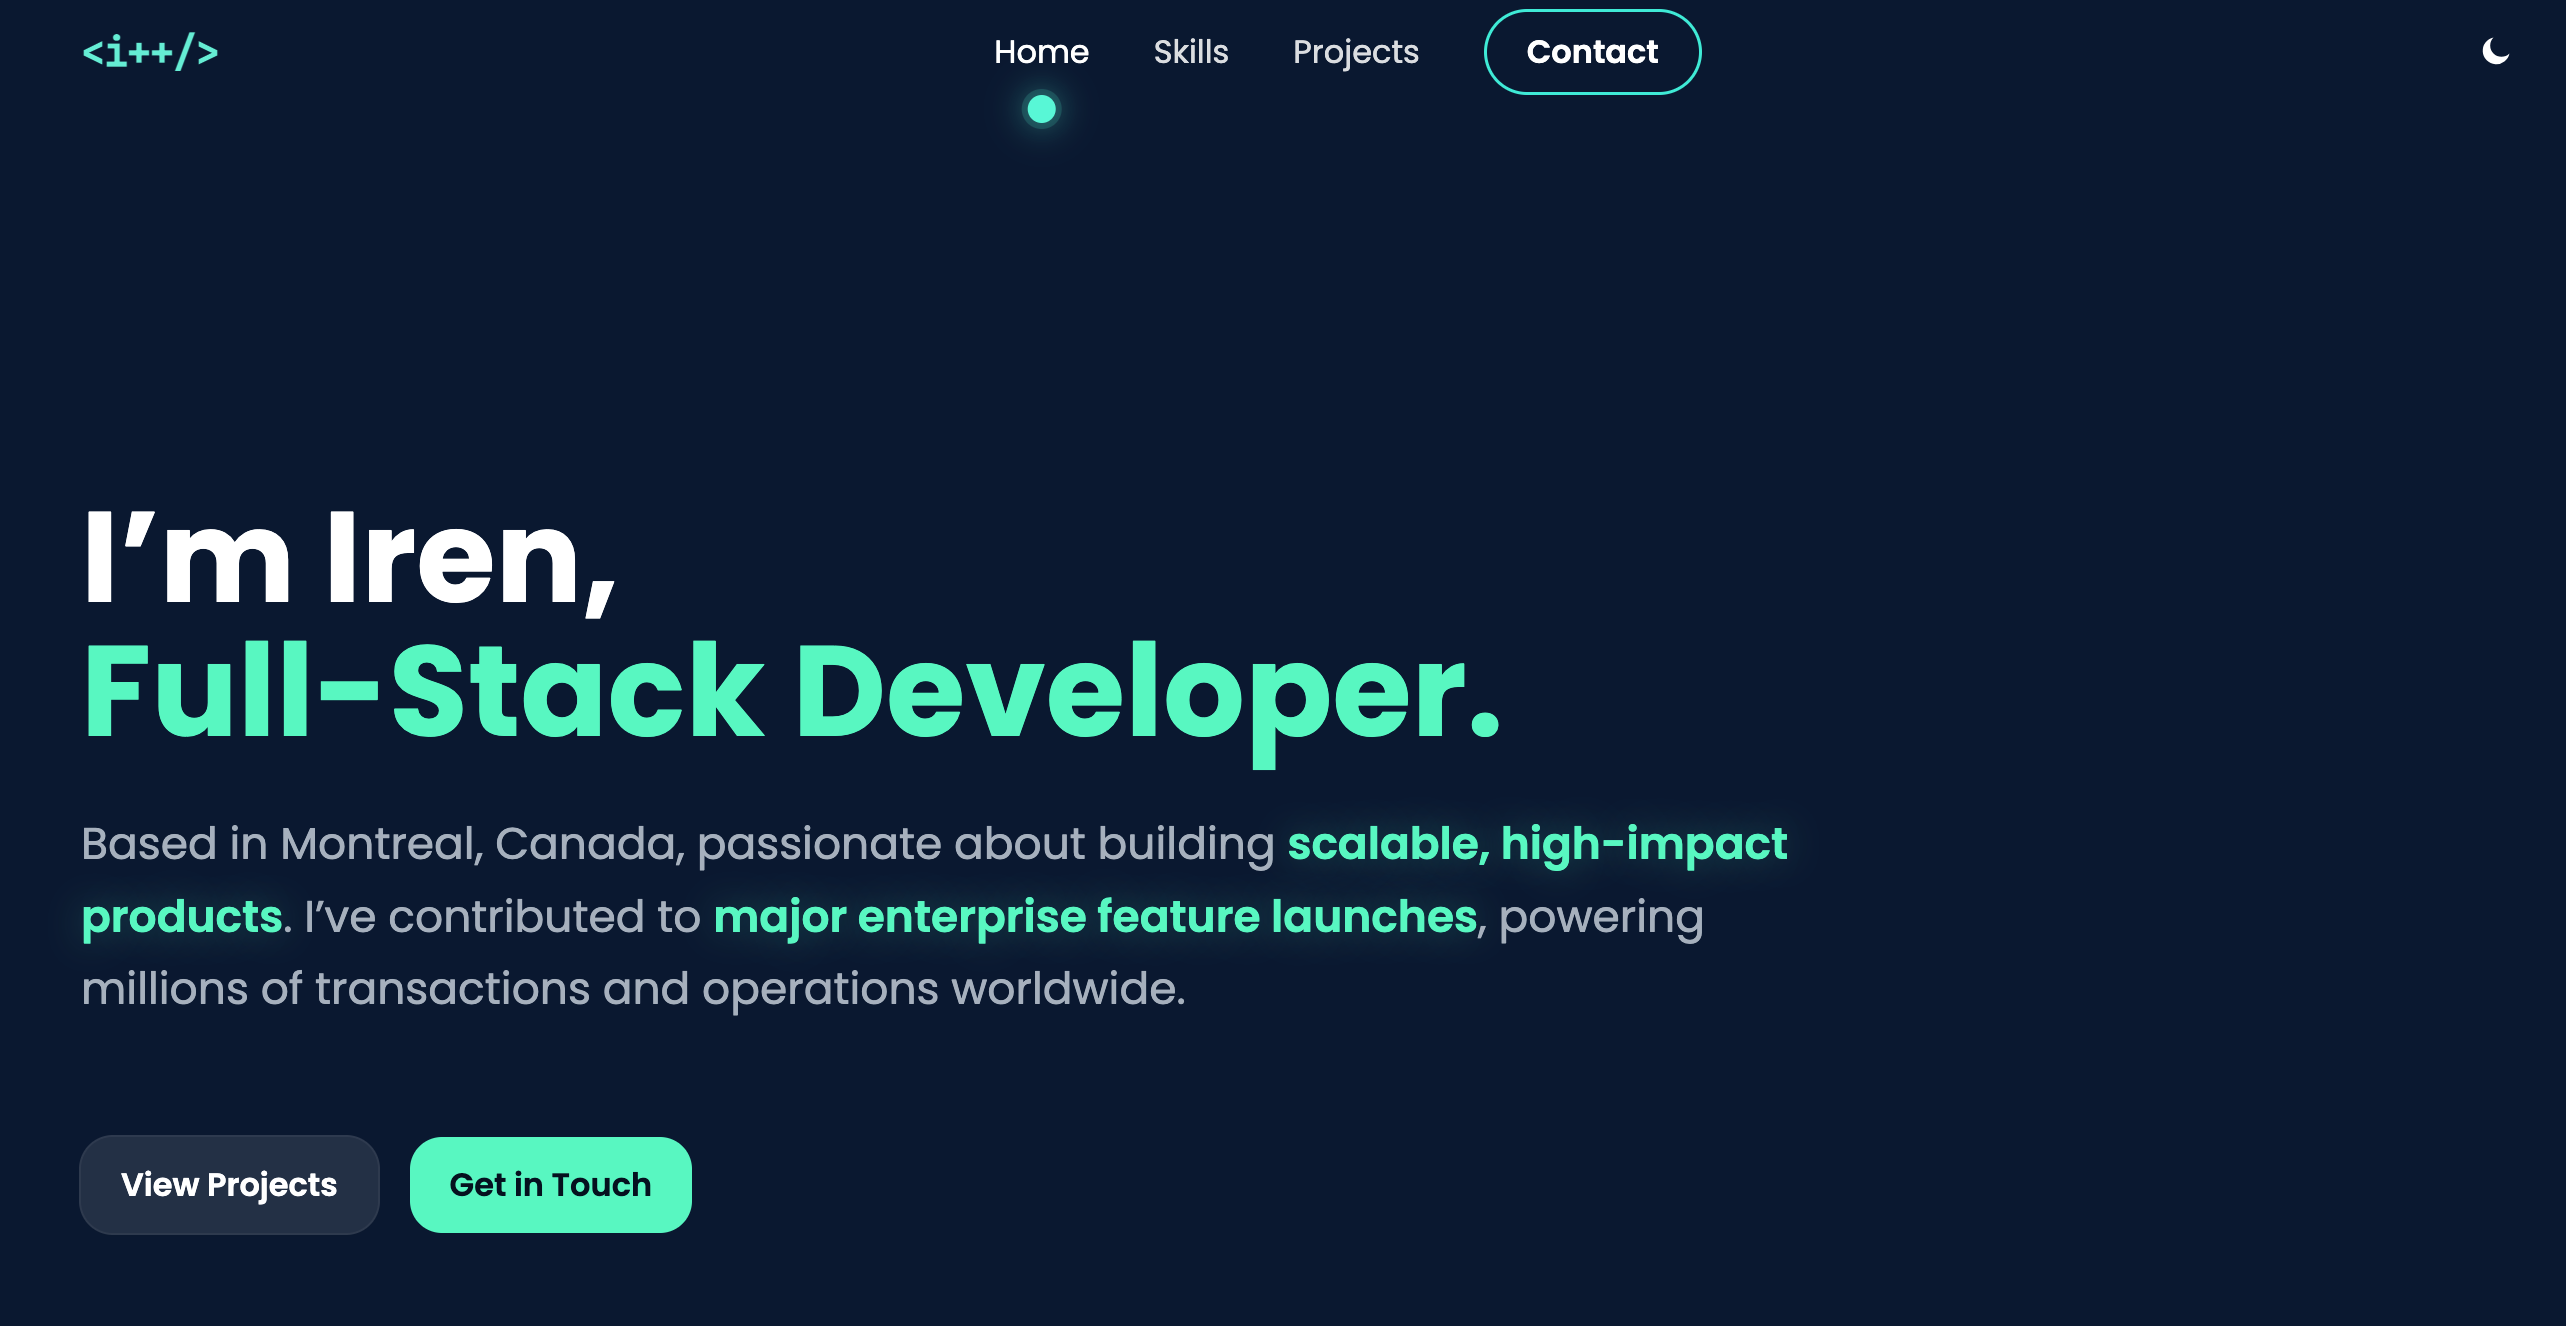 <i++/>
Home
Skills
Projects
Contact
I’m Iren,
Full-Stack Developer.
Based in Montreal, Canada, passionate about building scalable, high-impact
products. I’ve contributed to major enterprise feature launches, powering
millions of transactions and operations worldwide.
View Projects
Get in Touch